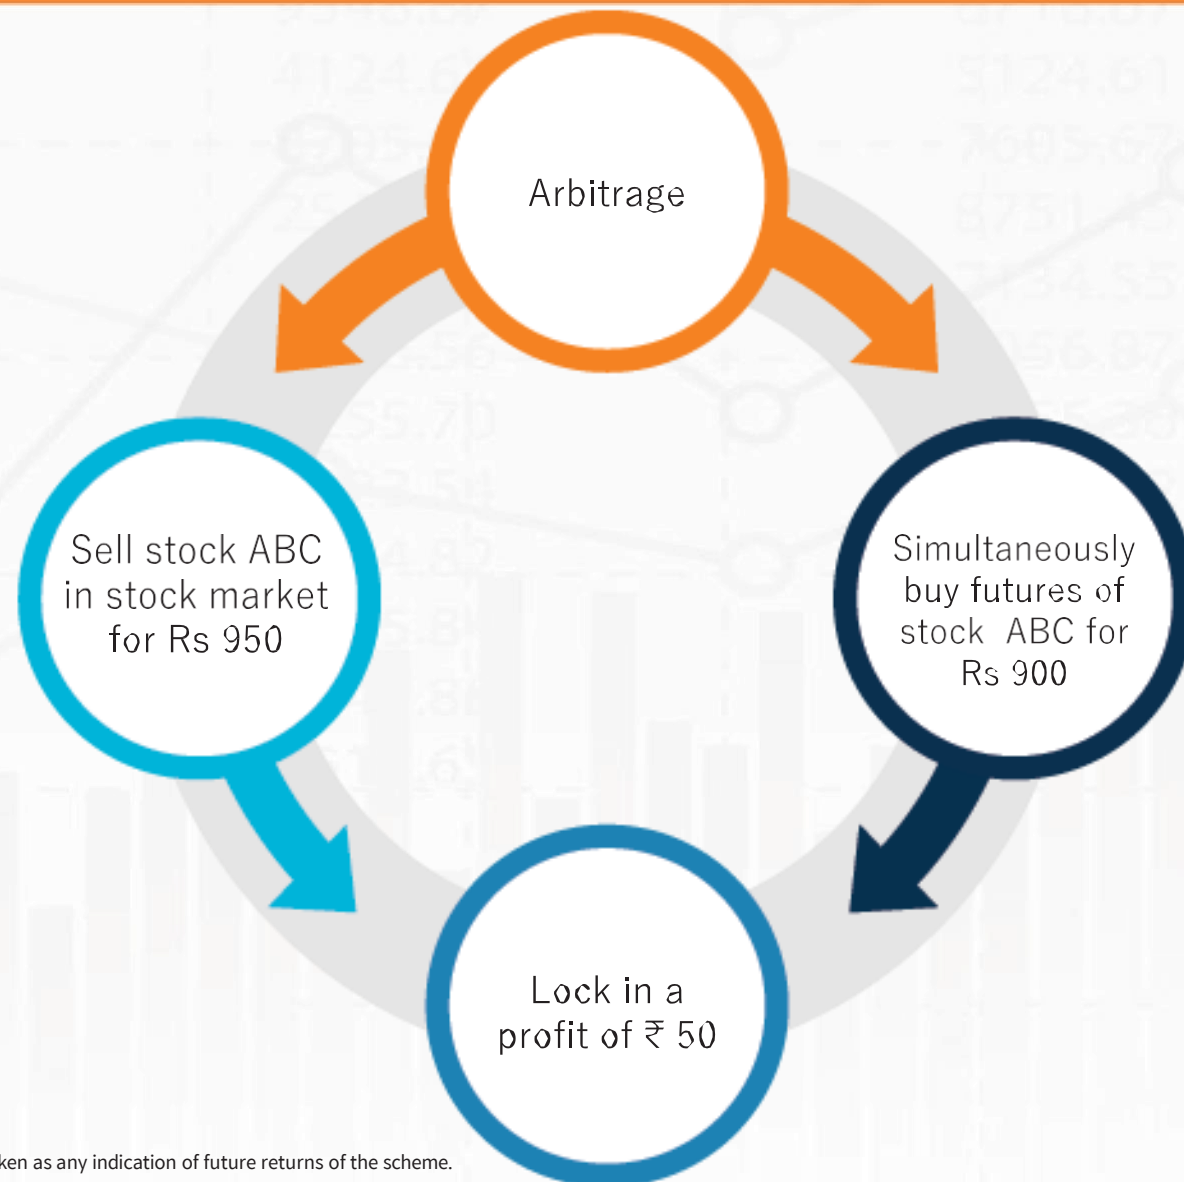 Arbitrage
Sell stock ABC
in stock market
for Rs 950
Simultaneously
buy futures of
stock ABC for
Rs 900
Lock in a
profit of ₹ 50
as any indication of future returns of the scheme.